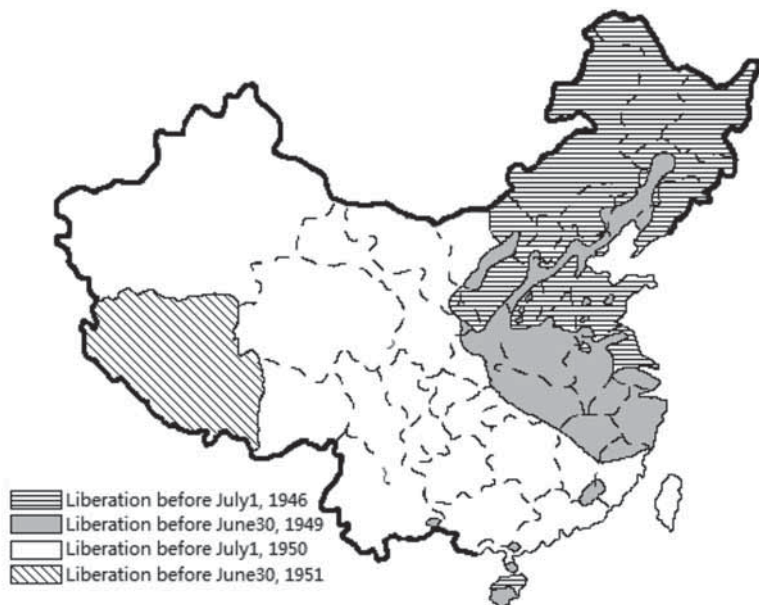 Liberation before July1, 1946
Liberation before June30, 1949
Liberation before July1, 1950
Liberation before June30, 1951